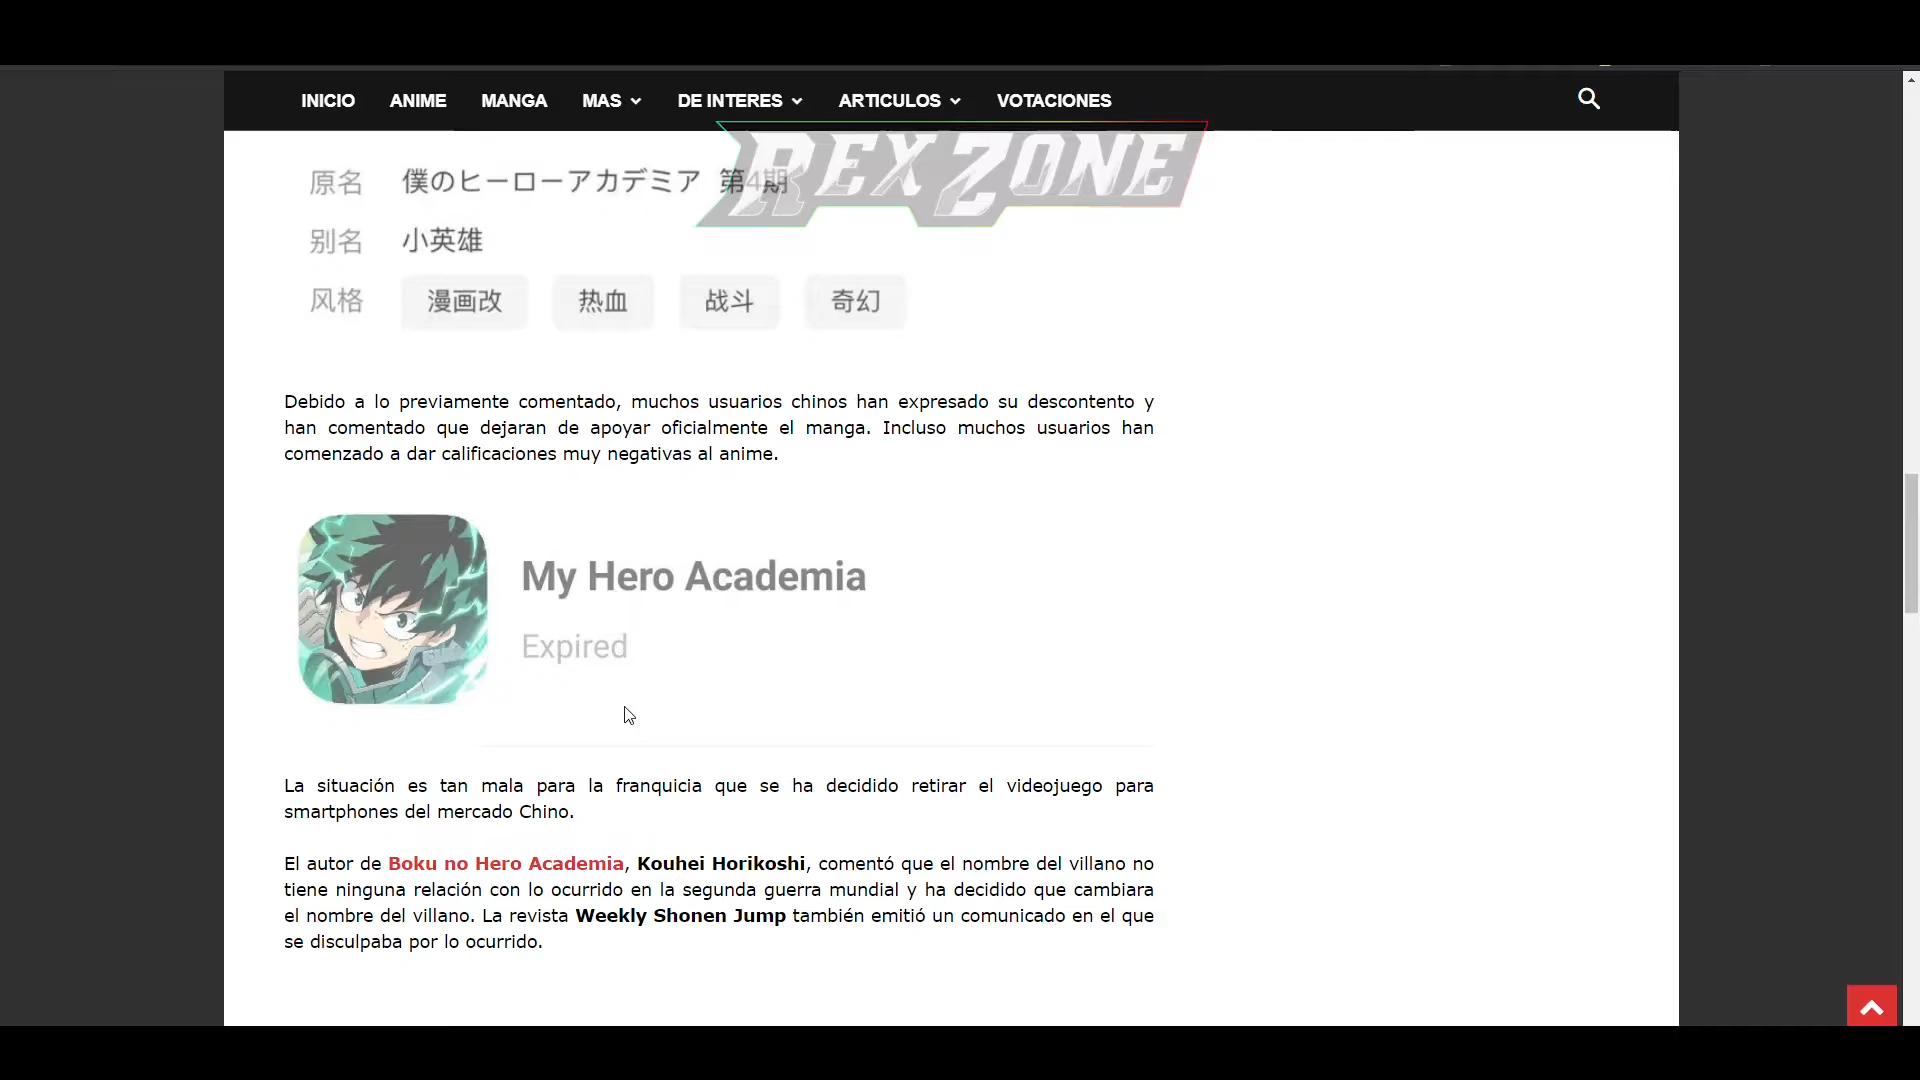 INICIO ANIME MANGA MAS DE INTERES ARTICULOS VOTACIONES
REX ZONE
原名 僕のヒーローアカデミア 第4期
别名 小英雄
风格 漫画改 热血 战斗 奇幻
Debido a lo previamente comentado, muchos usuarios chinos han expresado su descontento y
han comentado que dejaran de apoyar oficialmente el manga. Incluso muchos usuarios han
comenzado a dar calificaciones muy negativas al anime.
My Hero Academia
Expired
La situación es tan mala para la franquicia que se ha decidido retirar el videojuego para
smartphones del mercado Chino.
El autor de Boku no Hero Academia, Kouhei Horikoshi, comentó que el nombre del villano no
tiene ninguna relación con lo ocurrido en la segunda guerra mundial y ha decidido que cambiara
el nombre del villano. La revista Weekly Shonen Jump también emitió un comunicado en el que
se disculpaba por lo ocurrido.